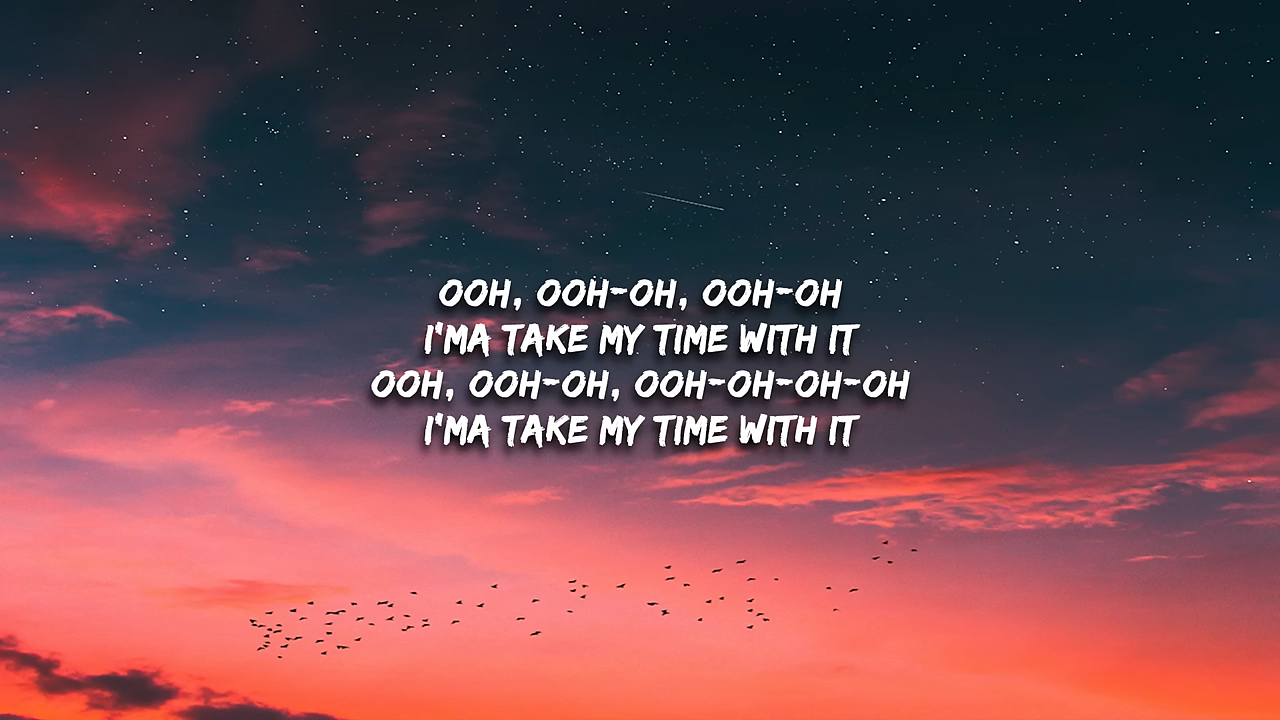 OOH, OOH-OH, OOH-OH
I'MA TAKE MY TIME WITH IT
OOH, OOH-OH, OOH-OH-OH-OH
I'MA TAKE MY TIME WITH IT